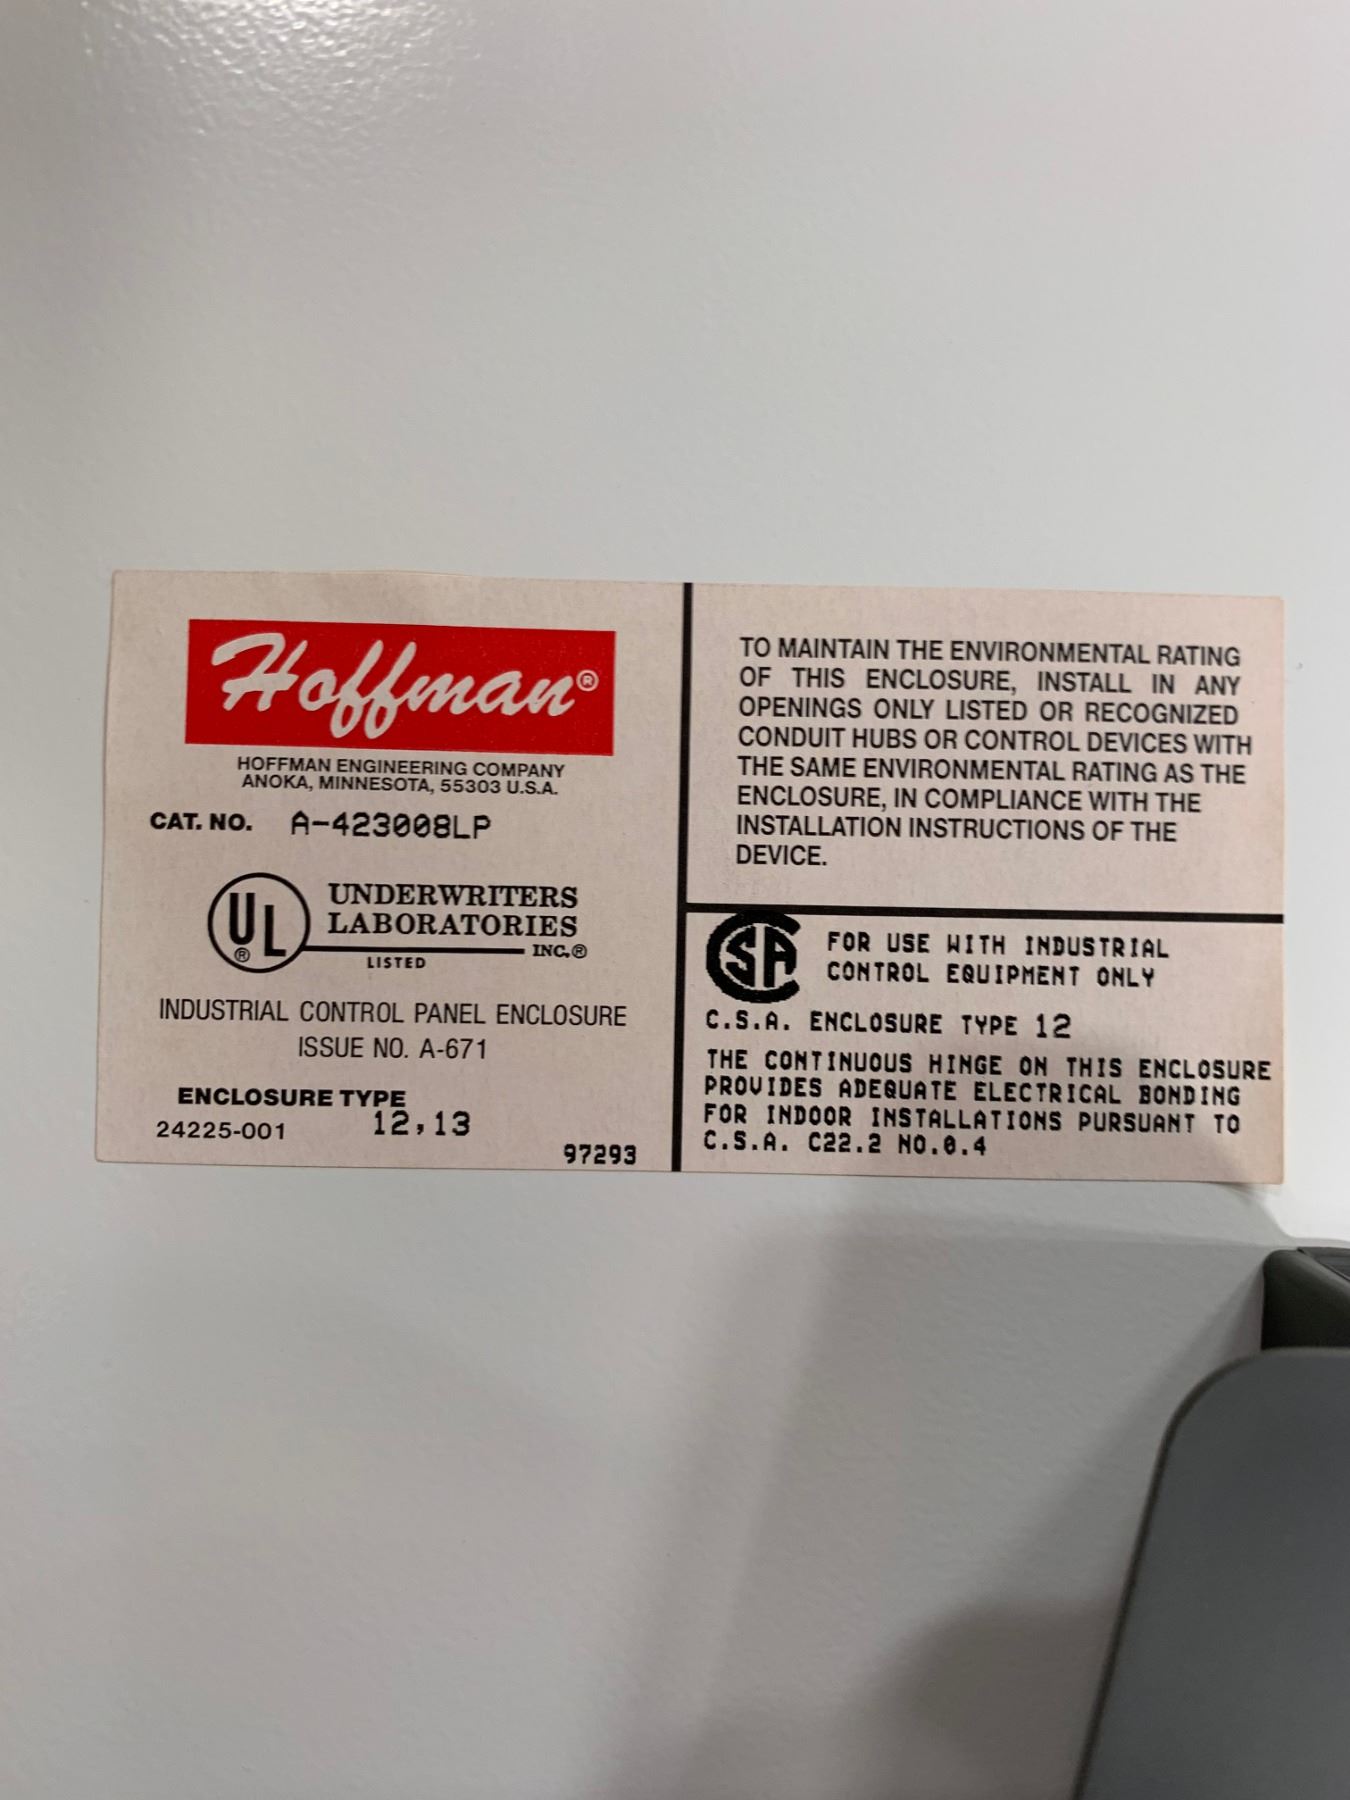 Hoffman®
HOFFMAN ENGINEERING COMPANY
ANOKA, MINNESOTA, 55303 U.S.A.
CAT. NO. A-423008LP
UL®
UNDERWRITERS
LABORATORIES
INC.®
LISTED
INDUSTRIAL CONTROL PANEL ENCLOSURE
ISSUE NO. A-671
ENCLOSURE TYPE
12,13
24225-001
97293
TO MAINTAIN THE ENVIRONMENTAL RATING
OF THIS ENCLOSURE, INSTALL IN ANY
OPENINGS ONLY LISTED OR RECOGNIZED
CONDUIT HUBS OR CONTROL DEVICES WITH
THE SAME ENVIRONMENTAL RATING AS THE
ENCLOSURE, IN COMPLIANCE WITH THE
INSTALLATION INSTRUCTIONS OF THE
DEVICE.
CSA
FOR USE WITH INDUSTRIAL
CONTROL EQUIPMENT ONLY
C.S.A. ENCLOSURE TYPE 12
THE CONTINUOUS HINGE ON THIS ENCLOSURE
PROVIDES ADEQUATE ELECTRICAL BONDING
FOR INDOOR INSTALLATIONS PURSUANT TO
C.S.A. C22.2 NO.0.4